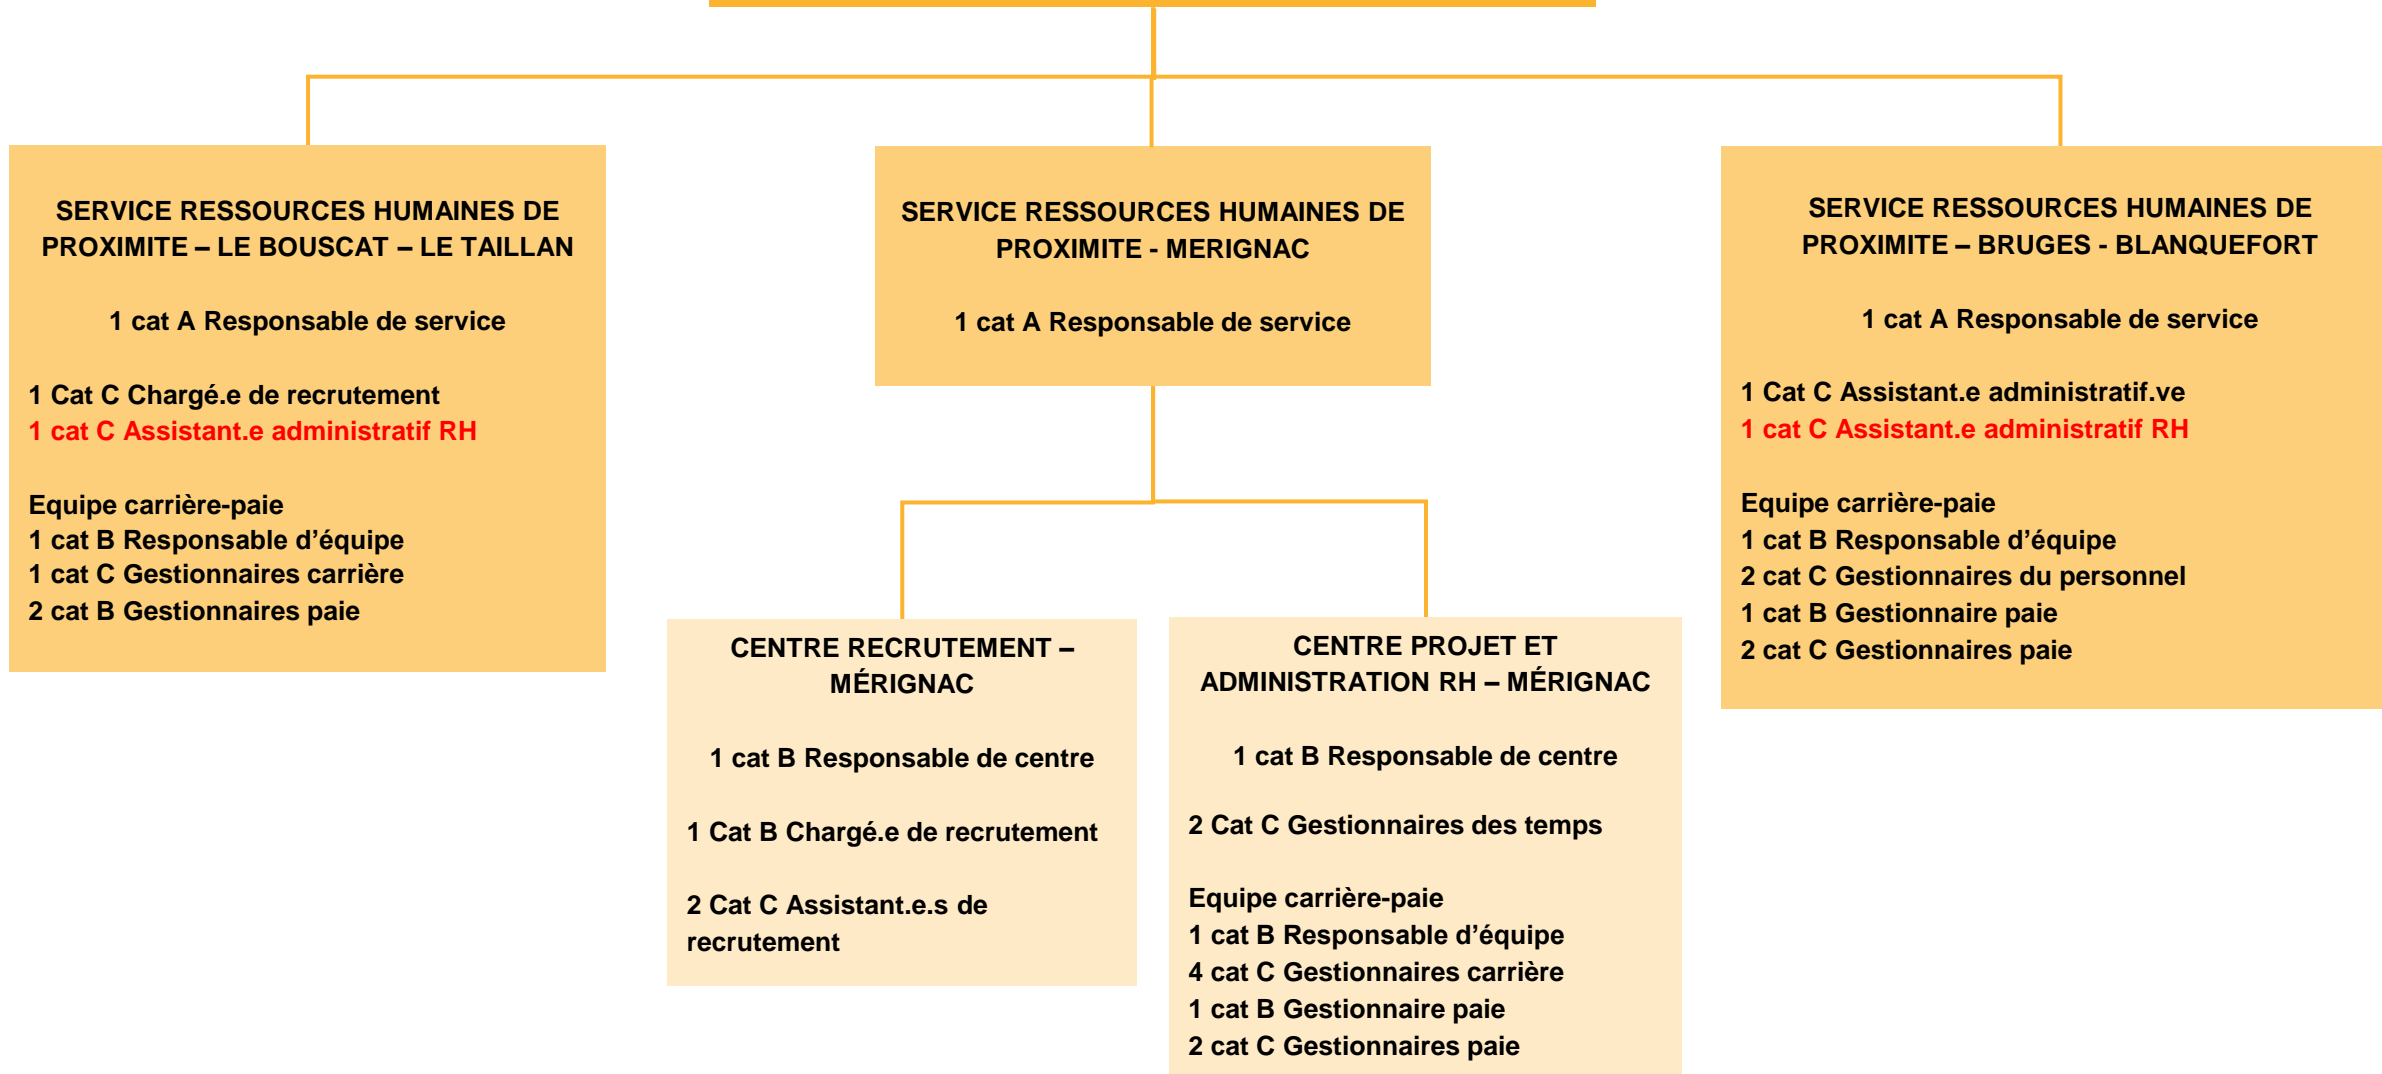 SERVICE RESSOURCES HUMAINES DE
PROXIMITE – LE BOUSCAT – LE TAILLAN
1 cat A Responsable de service
1 Cat C Chargé.e de recrutement
1 cat C Assistant.e administratif RH
Equipe carrière-paie
1 cat B Responsable d’équipe
1 cat C Gestionnaires carrière
2 cat B Gestionnaires paie
SERVICE RESSOURCES HUMAINES DE
PROXIMITE - MERIGNAC
1 cat A Responsable de service
CENTRE RECRUTEMENT –
MÉRIGNAC
1 cat B Responsable de centre
1 Cat B Chargé.e de recrutement
2 Cat C Assistant.e.s de
recrutement
CENTRE PROJET ET
ADMINISTRATION RH – MÉRIGNAC
1 cat B Responsable de centre
2 Cat C Gestionnaires des temps
Equipe carrière-paie
1 cat B Responsable d’équipe
4 cat C Gestionnaires carrière
1 cat B Gestionnaire paie
2 cat C Gestionnaires paie
SERVICE RESSOURCES HUMAINES DE
PROXIMITE – BRUGES - BLANQUEFORT
1 cat A Responsable de service
1 Cat C Assistant.e administratif.ve
1 cat C Assistant.e administratif RH
Equipe carrière-paie
1 cat B Responsable d’équipe
2 cat C Gestionnaires du personnel
1 cat B Gestionnaire paie
2 cat C Gestionnaires paie